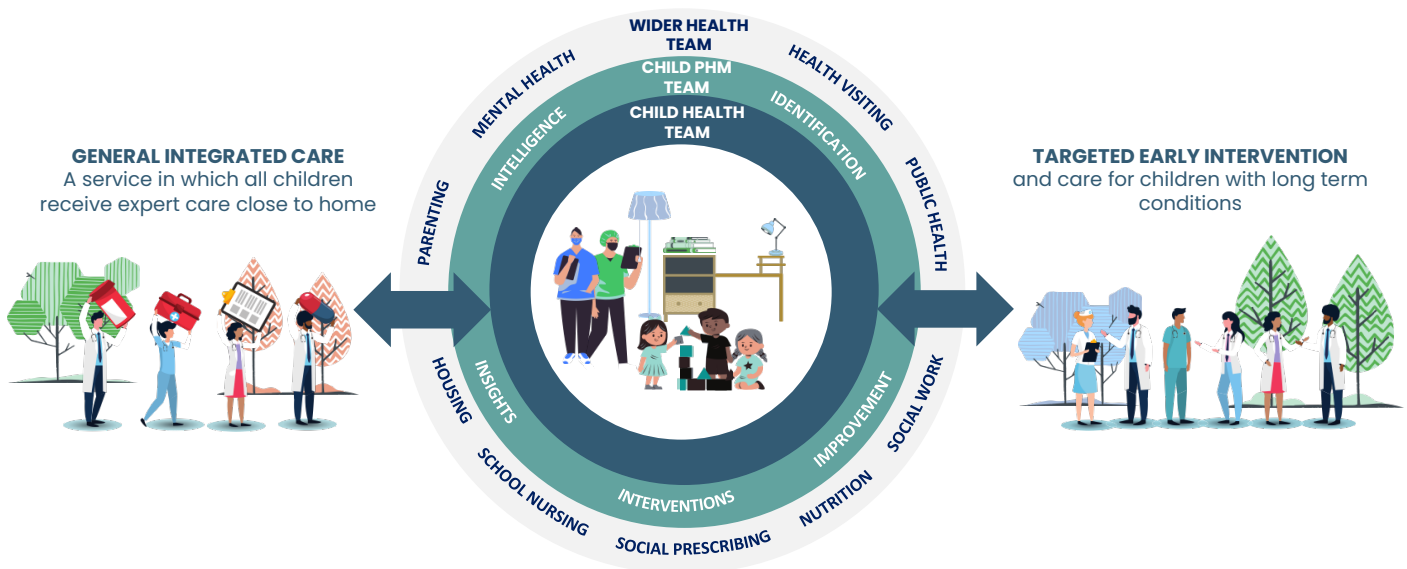 WIDER HEALTH
TEAM
CHILD PHM
TEAM
CHILD HEALTH
TEAM
MENTAL HEALTH
HEALTH VISITING
INTELLIGENCE
IDENTIFICATION
GENERAL INTEGRATED CARE
A service in which all children
receive expert care close to home
PARENTING
PUBLIC HEALTH
TARGETED EARLY INTERVENTION
and care for children with long term
conditions
HOUSING
INSIGHTS
IMPROVEMENT
SOCIAL WORK
SCHOOL NURSING
INTERVENTIONS
NUTRITION
SOCIAL PRESCRIBING